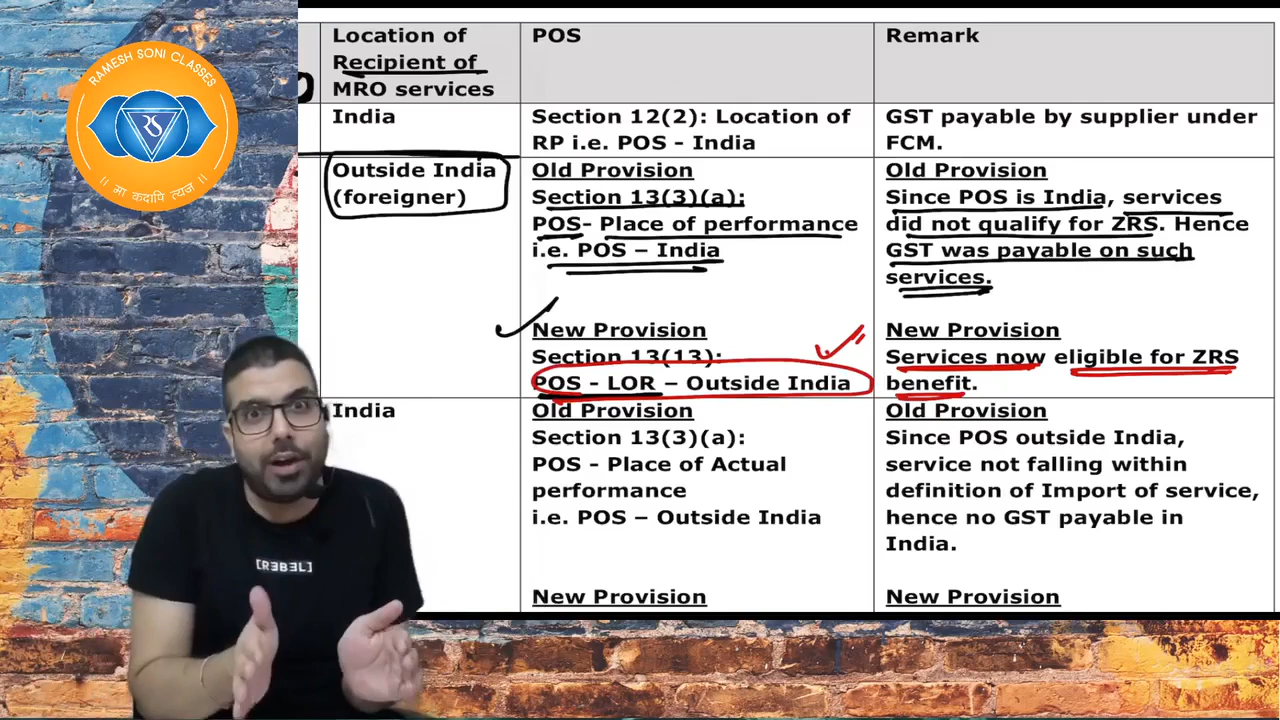 RAMESH SONI CLASSES
RS
।। मा कदापि त्यज ।।
Location of
Recipient of
MRO services
POS
Remark
India
Section 12(2): Location of
RP i.e. POS - India
GST payable by supplier under
FCM.
Outside India
(foreigner)
Old Provision
Section 13(3)(a):
POS- Place of performance
i.e. POS – India
New Provision
Section 13(13):
POS - LOR – Outside India
Old Provision
Since POS is India, services
did not qualify for ZRS. Hence
GST was payable on such
services.
New Provision
Services now eligible for ZRS
benefit.
India
Old Provision
Section 13(3)(a):
POS - Place of Actual
performance
i.e. POS – Outside India
New Provision
Old Provision
Since POS outside India,
service not falling within
definition of Import of service,
hence no GST payable in
India.
New Provision
[RƎBƎL]